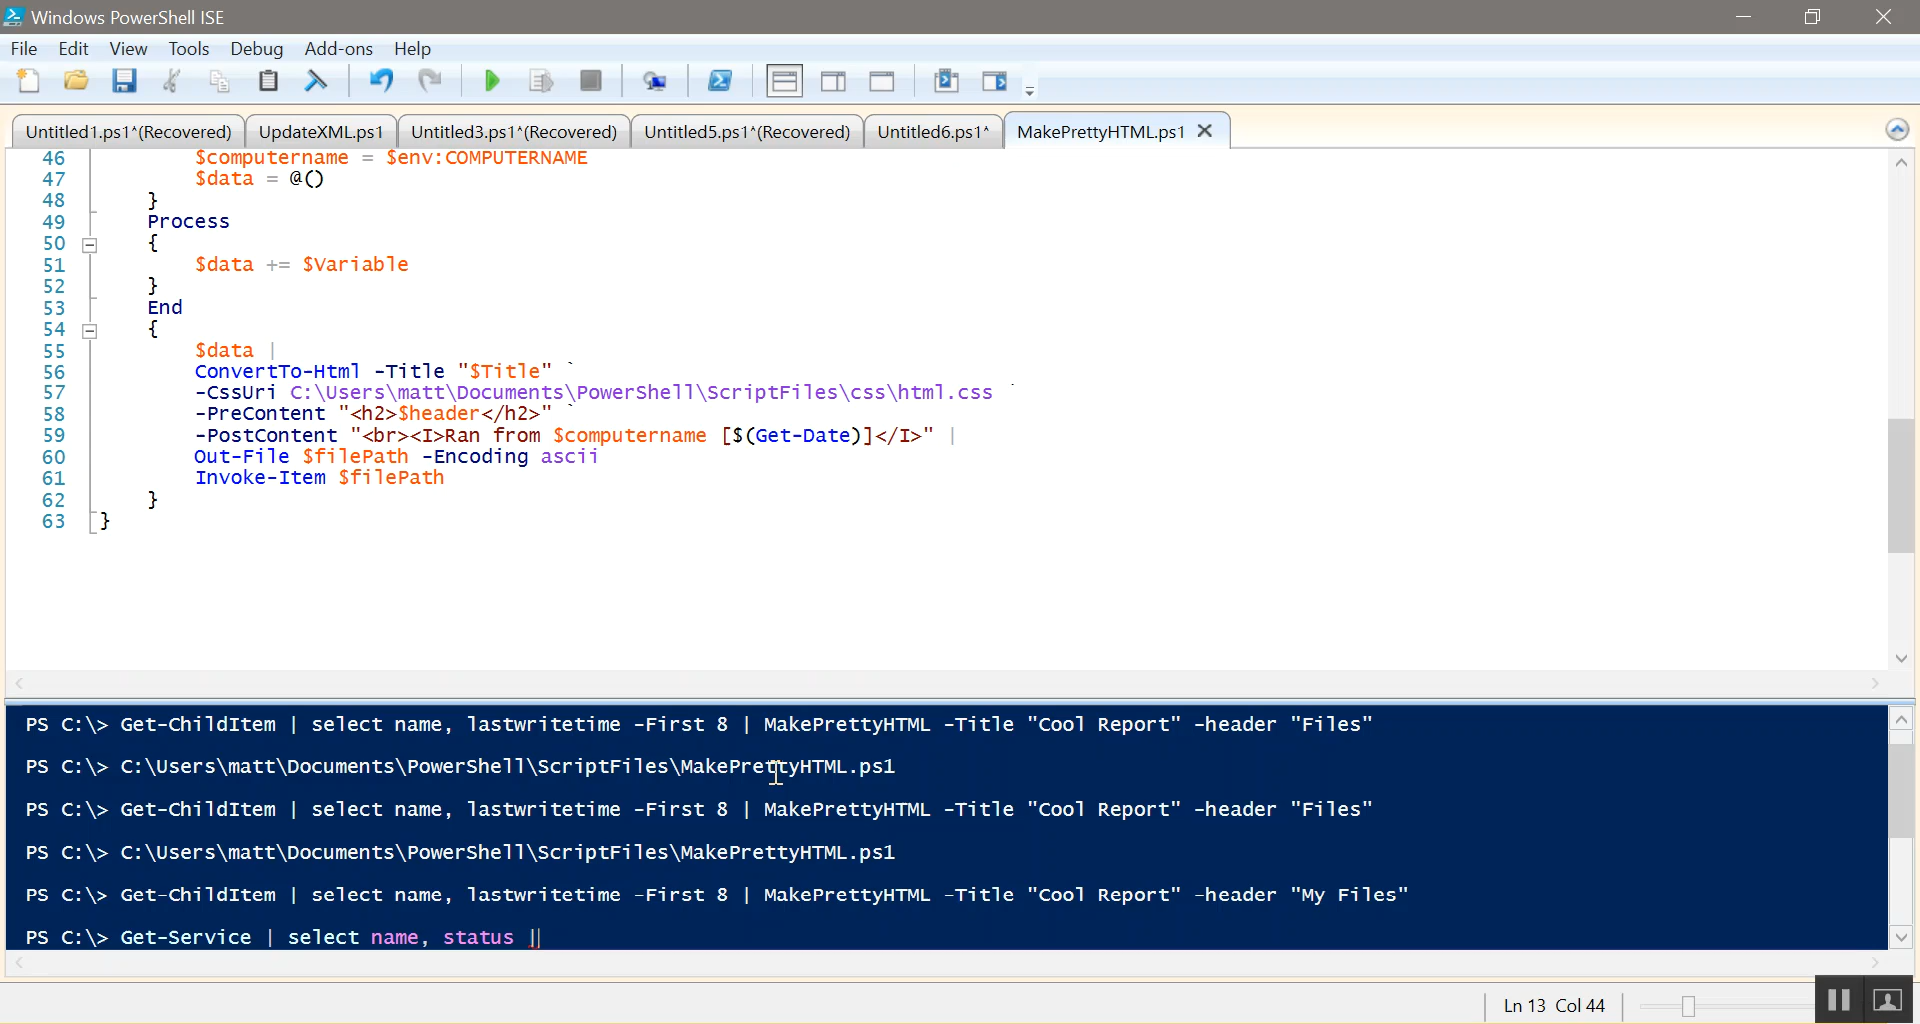 Windows PowerShell ISE
File Edit View Tools Debug Add-ons Help
Untitled1.ps1*(Recovered) UpdateXML.ps1 Untitled3.ps1*(Recovered) Untitled5.ps1*(Recovered) Untitled6.ps1* MakePrettyHTML.ps1
46 $computername = $env:COMPUTERNAME
47 $data = @()
48 }
49 Process
50 {
51 $data += $Variable
52 }
53 End
54 {
55 $data |
56 ConvertTo-Html -Title "$Title" `
57 -CssUri C:\Users\matt\Documents\PowerShell\ScriptFiles\css\html.css `
58 -PreContent "<h2>$header</h2>" `
59 -PostContent "<br><I>Ran from $computername [$(Get-Date)]</I>" |
60 Out-File $filePath -Encoding ascii
61 Invoke-Item $filePath
62 }
63 }
PS C:\> Get-ChildItem | select name, lastwritetime -First 8 | MakePrettyHTML -Title "Cool Report" -header "Files"
PS C:\> C:\Users\matt\Documents\PowerShell\ScriptFiles\MakePrettyHTML.ps1
PS C:\> Get-ChildItem | select name, lastwritetime -First 8 | MakePrettyHTML -Title "Cool Report" -header "Files"
PS C:\> C:\Users\matt\Documents\PowerShell\ScriptFiles\MakePrettyHTML.ps1
PS C:\> Get-ChildItem | select name, lastwritetime -First 8 | MakePrettyHTML -Title "Cool Report" -header "My Files"
PS C:\> Get-Service | select name, status |
Ln 13 Col 44